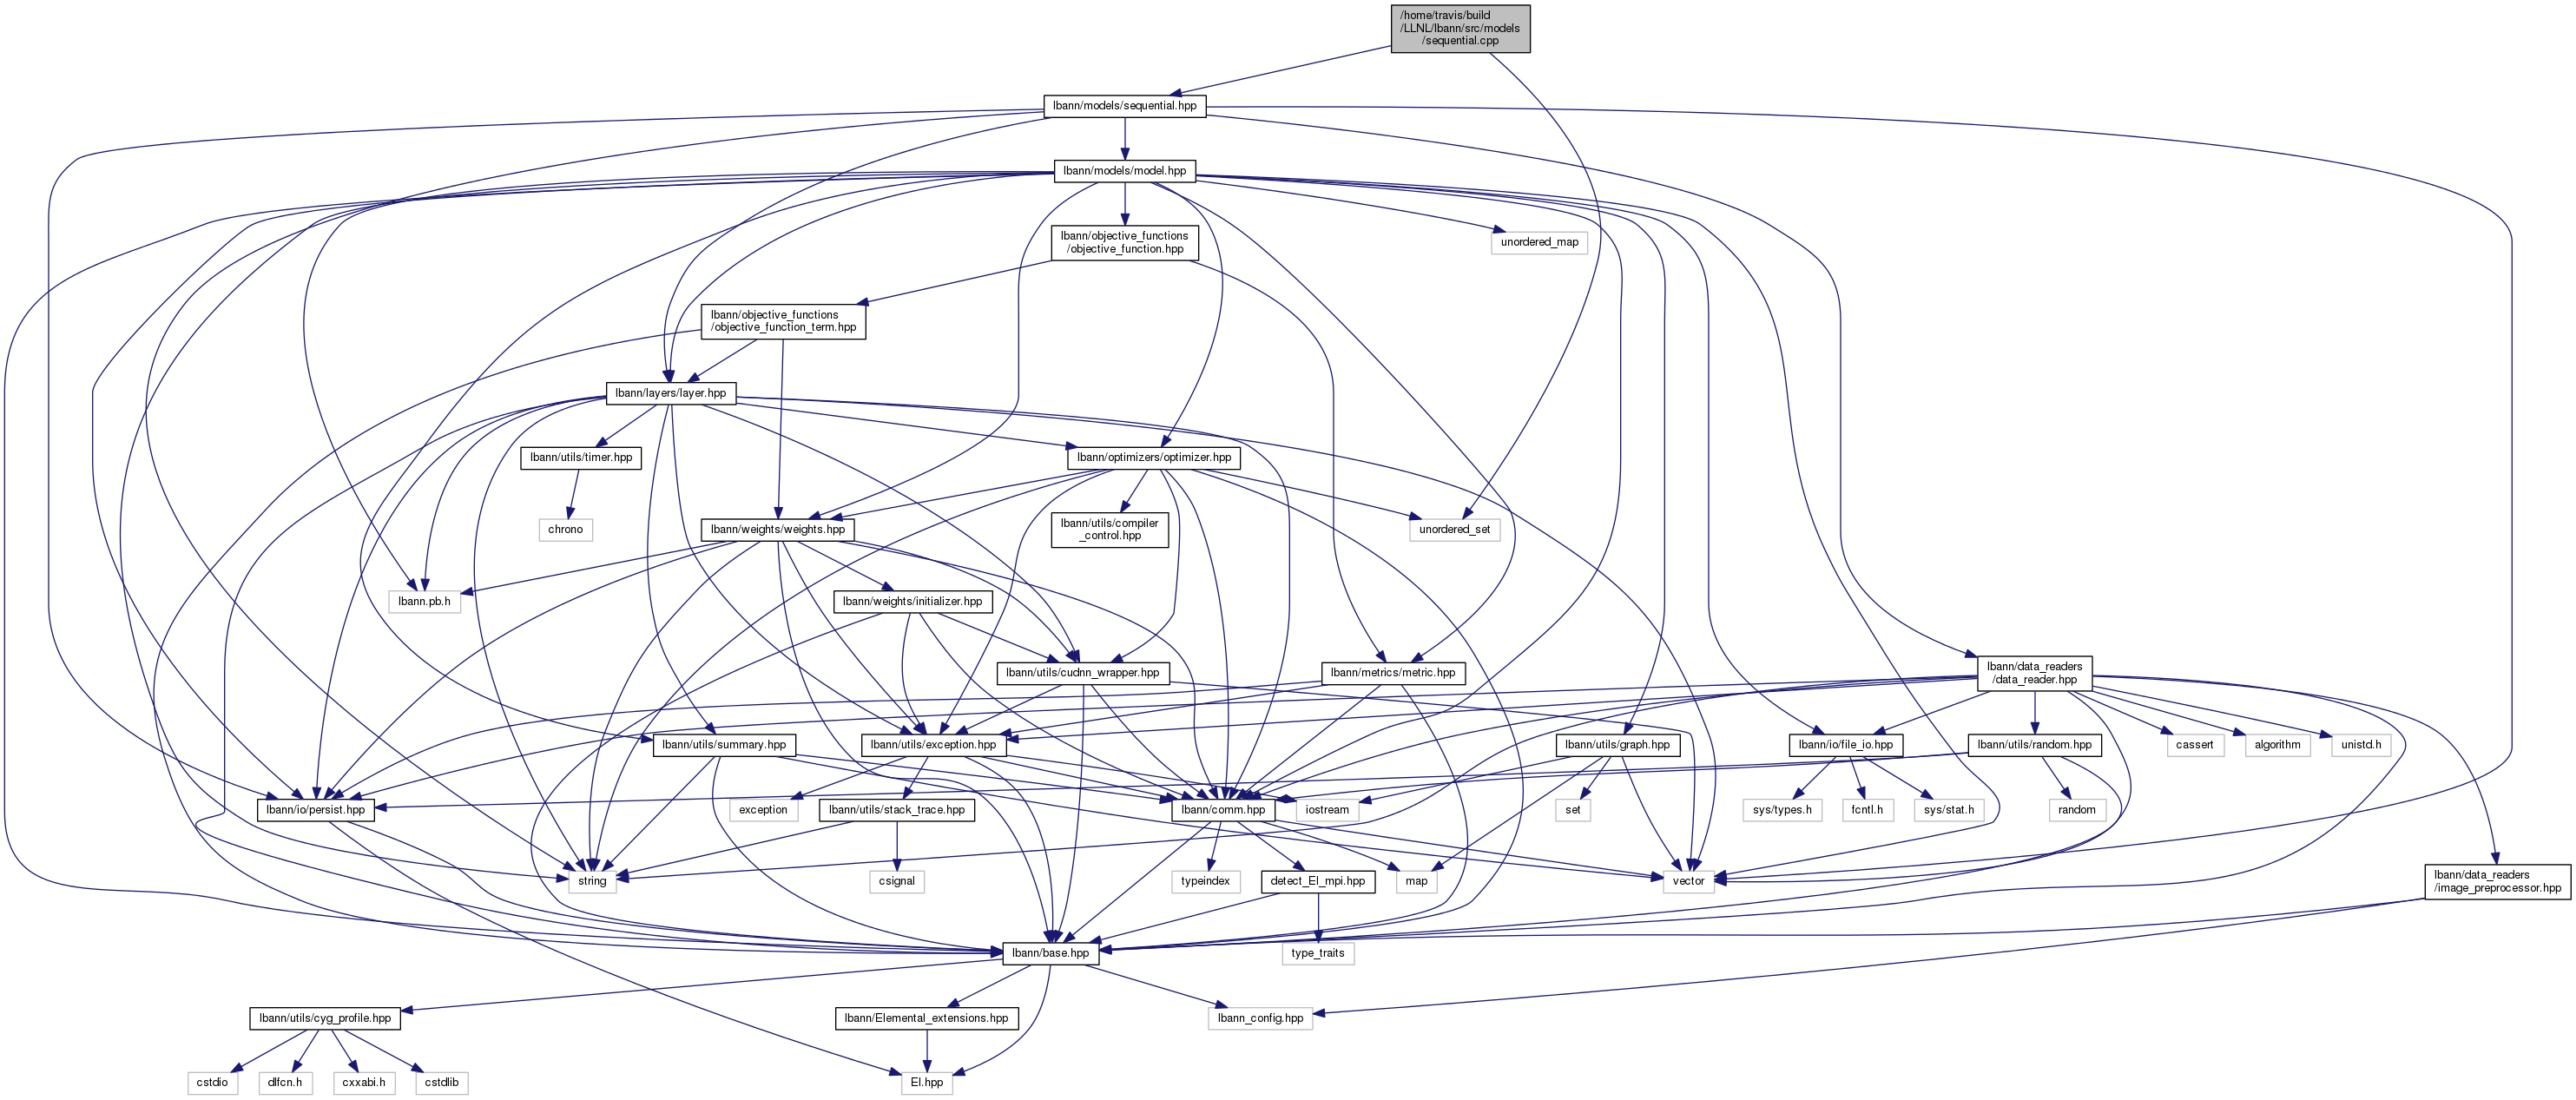 /home/travis/build
/LLNL/lbann/src/models
/sequential.cpp
lbann/models/sequential.hpp
lbann/models/model.hpp
lbann/objective_functions
/objective_function.hpp
unordered_map
lbann/objective_functions
/objective_function_term.hpp
lbann/layers/layer.hpp
lbann/utils/timer.hpp
lbann/optimizers/optimizer.hpp
chrono
lbann/weights/weights.hpp
lbann/utils/compiler
_control.hpp
unordered_set
lbann.pb.h
lbann/weights/initializer.hpp
lbann/utils/cudnn_wrapper.hpp
lbann/metrics/metric.hpp
lbann/data_readers
/data_reader.hpp
lbann/utils/summary.hpp
lbann/utils/exception.hpp
lbann/utils/graph.hpp
lbann/io/file_io.hpp
lbann/utils/random.hpp
cassert
algorithm
unistd.h
lbann/io/persist.hpp
exception
lbann/utils/stack_trace.hpp
lbann/comm.hpp
iostream
set
sys/types.h
fcntl.h
sys/stat.h
random
string
csignal
typeindex
detect_El_mpi.hpp
map
vector
lbann/data_readers
/image_preprocessor.hpp
lbann/base.hpp
type_traits
lbann/utils/cyg_profile.hpp
lbann/Elemental_extensions.hpp
lbann_config.hpp
cstdio
dlfcn.h
cxxabi.h
cstdlib
El.hpp